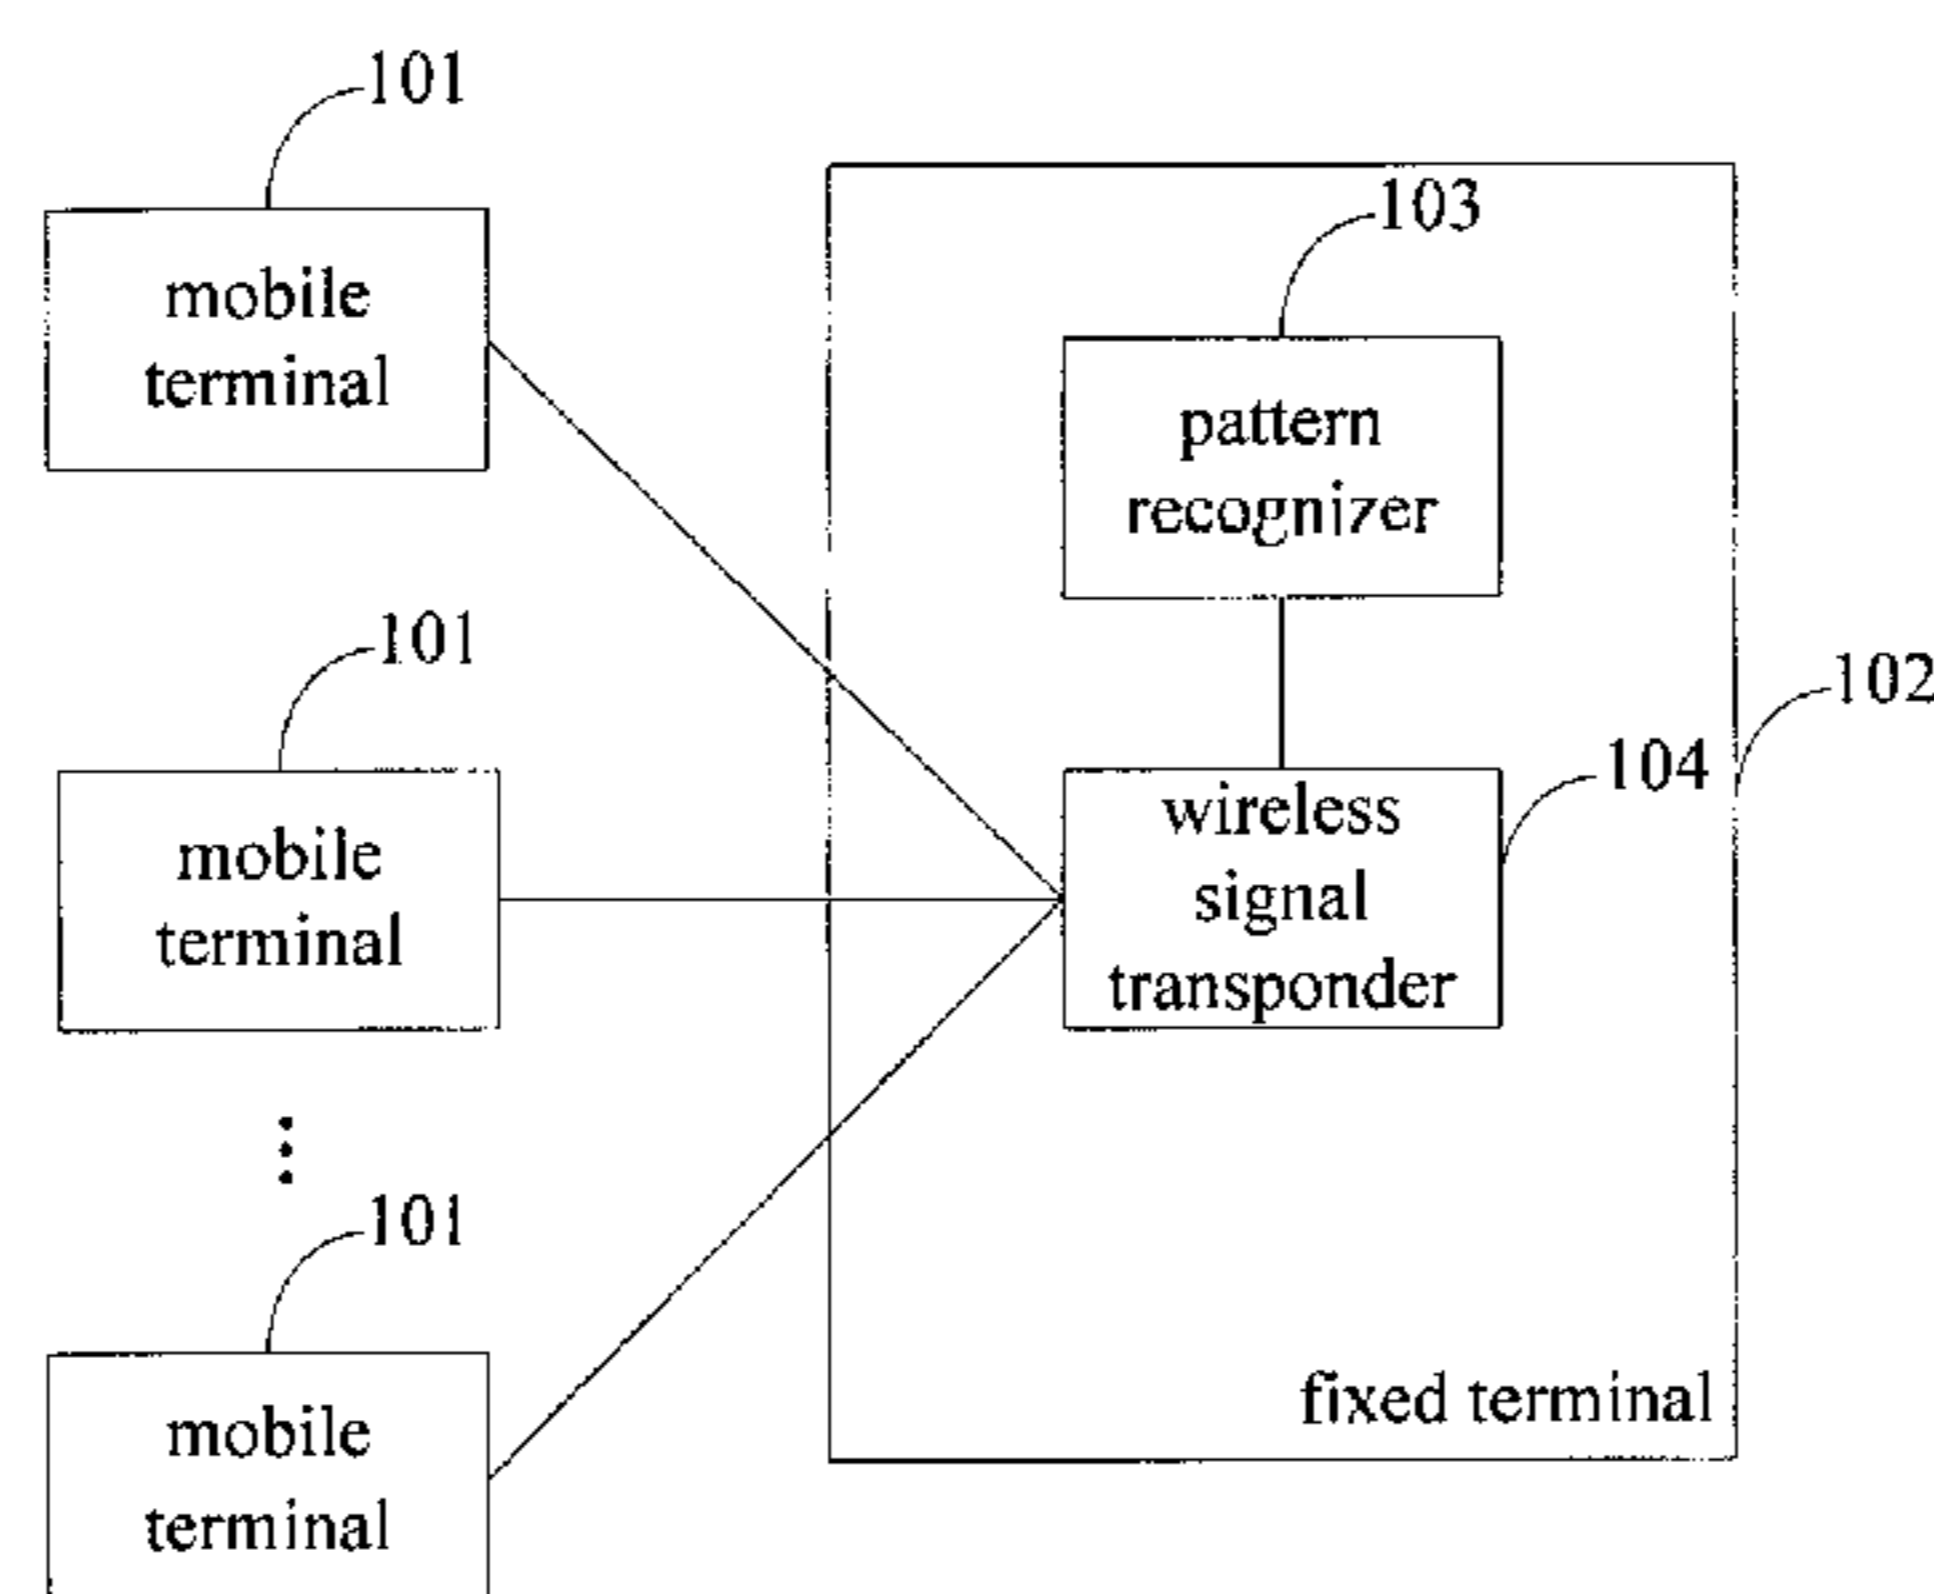 101
mobile
terminal
103
pattern
recognizer
101
mobile
terminal
102
104
wireless
signal
transponder
101
mobile
terminal
fixed terminal